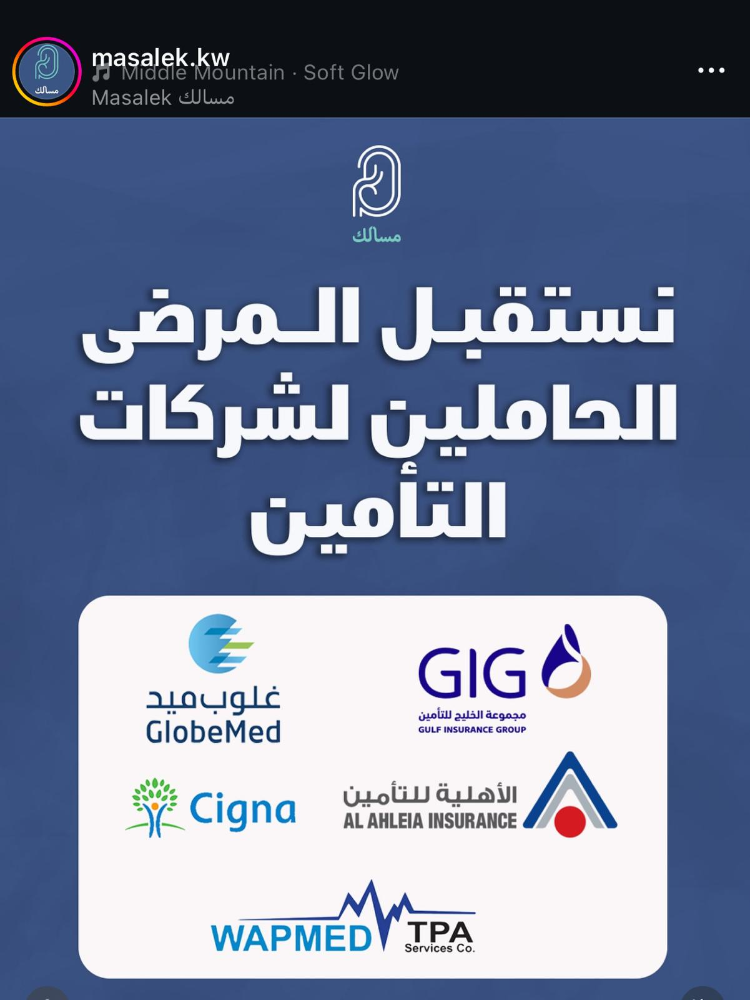 masalek.kw
Middle Mountain · Soft Glow
Masalek مسالك
مسالك
مسالك
نستقبل المرضى
الحاملين لشركات
التأمين
غلوب ميد
GlobeMed
GIG
مجموعة الخليج للتأمين
GULF INSURANCE GROUP
Cigna
الأهلية للتأمين
AL AHLEIA INSURANCE
WAPMED TPA
Services Co.